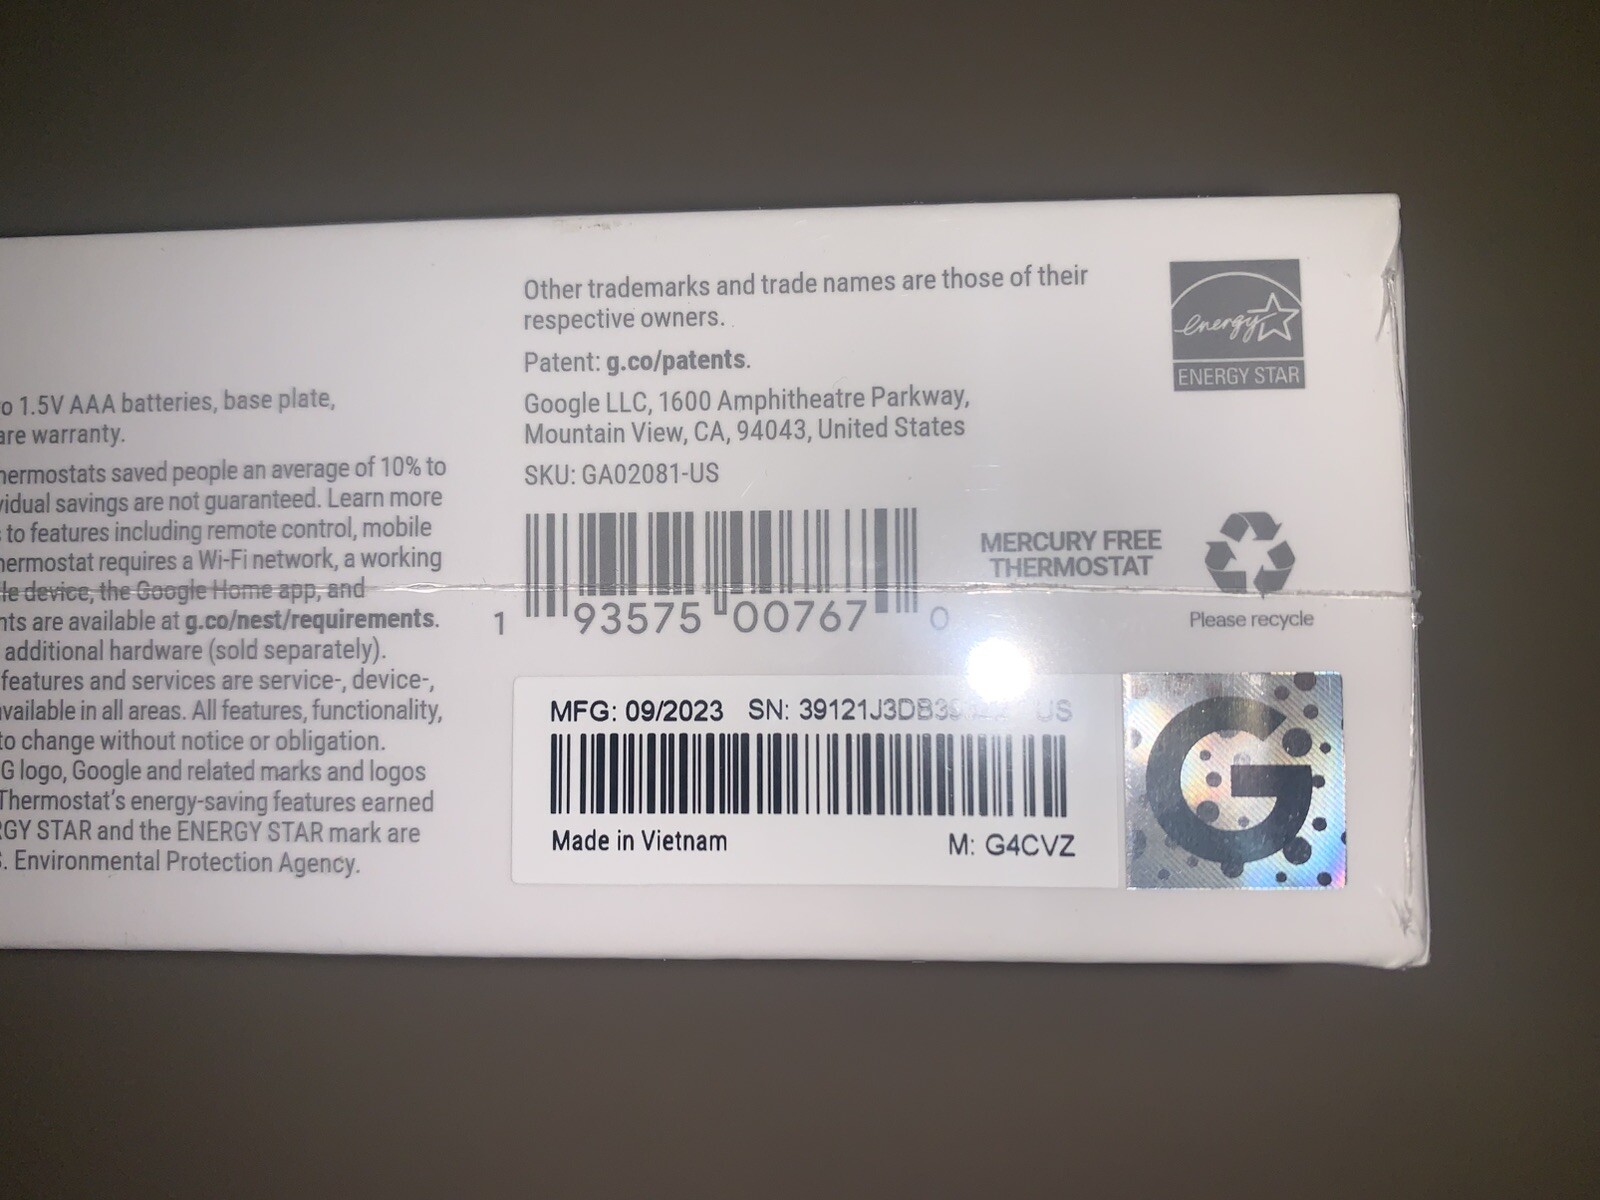 o 1.5V AAA batteries, base plate,
are warranty.
hermostats saved people an average of 10% to
vidual savings are not guaranteed. Learn more
to features including remote control, mobile
hermostat requires a Wi-Fi network, a working
le device, the Google Home app, and
nts are available at g.co/nest/requirements.
additional hardware (sold separately).
features and services are service-, device-,
available in all areas. All features, functionality,
to change without notice or obligation.
G logo, Google and related marks and logos
Thermostat's energy-saving features earned
RGY STAR and the ENERGY STAR mark are
S. Environmental Protection Agency.
Other trademarks and trade names are those of their
respective owners.
Patent: g.co/patents.
Google LLC, 1600 Amphitheatre Parkway,
Mountain View, CA, 94043, United States
SKU: GA02081-US
1 93575 00767 0
energy
ENERGY STAR
MERCURY FREE
THERMOSTAT
Please recycle
MFG: 09/2023 SN: US
Made in Vietnam M: G4CVZ
G